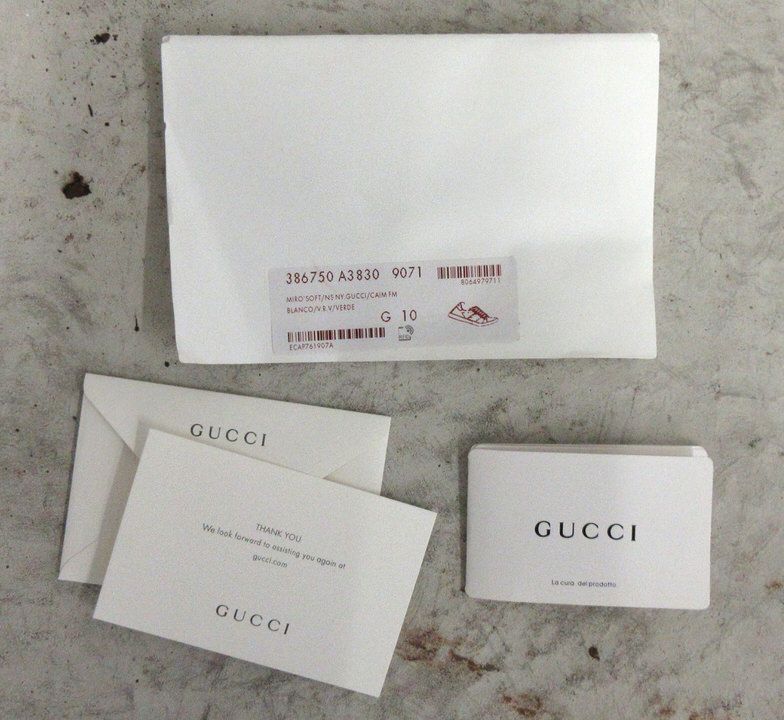 386750 A3830 9071
8064979711
MIRO' SOFT/NS NY.GUCCI/CAIM FM
BLANCO/V.R.V/VERDE
G 10
ECAP761907A
GUCCI
THANK YOU
We look forward to assisting you again at
gucci.com
GUCCI
GUCCI
La cura del prodotto